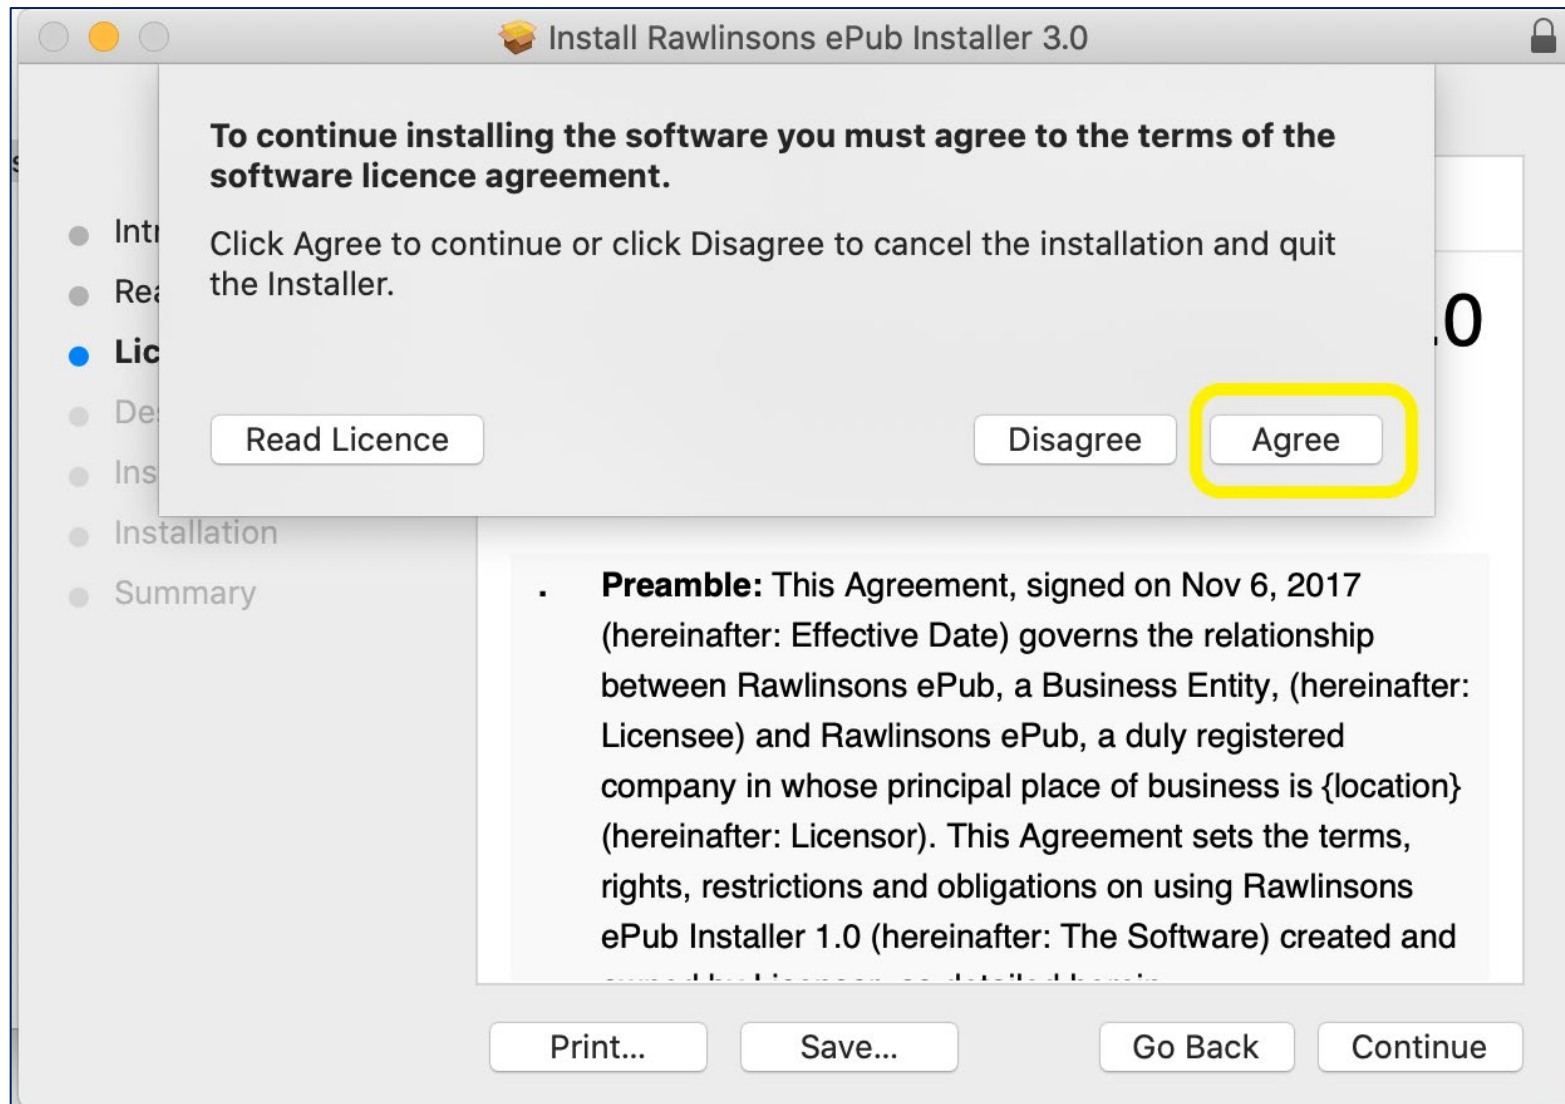 Install Rawlinsons ePub Installer 3.0
To continue installing the software you must agree to the terms of the
software licence agreement.
Click Agree to continue or click Disagree to cancel the installation and quit
the Installer.
Read Licence
Disagree
Agree
.0
Installation
Summary
. Preamble: This Agreement, signed on Nov 6, 2017
(hereinafter: Effective Date) governs the relationship
between Rawlinsons ePub, a Business Entity, (hereinafter:
Licensee) and Rawlinsons ePub, a duly registered
company in whose principal place of business is {location}
(hereinafter: Licensor). This Agreement sets the terms,
rights, restrictions and obligations on using Rawlinsons
ePub Installer 1.0 (hereinafter: The Software) created and
Print...
Save...
Go Back
Continue